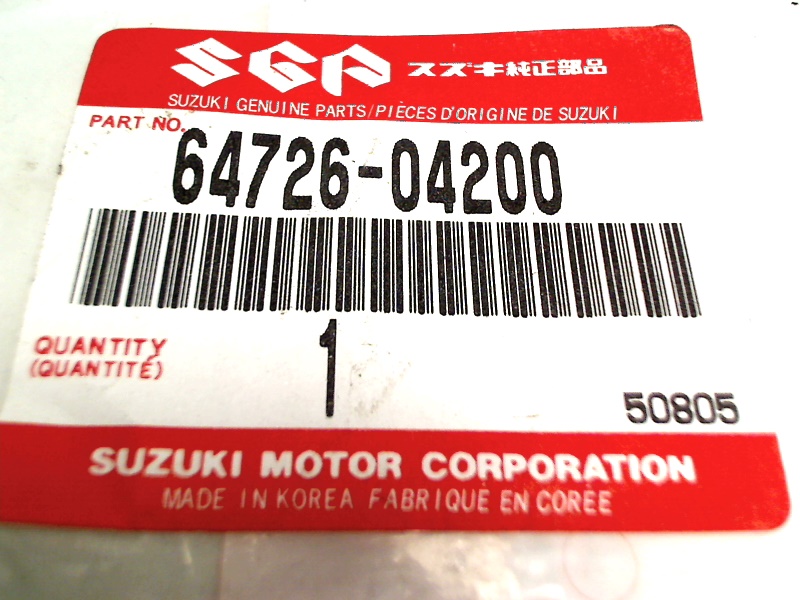 SGP スズキ純正部品
SUZUKI GENUINE PARTS/PIÈCES D'ORIGINE DE SUZUKI
PART NO. 64726-04200
QUANTITY 1
(QUANTITÉ)
50805
SUZUKI MOTOR CORPORATION
MADE IN KOREA FABRIQUE EN CORÉE